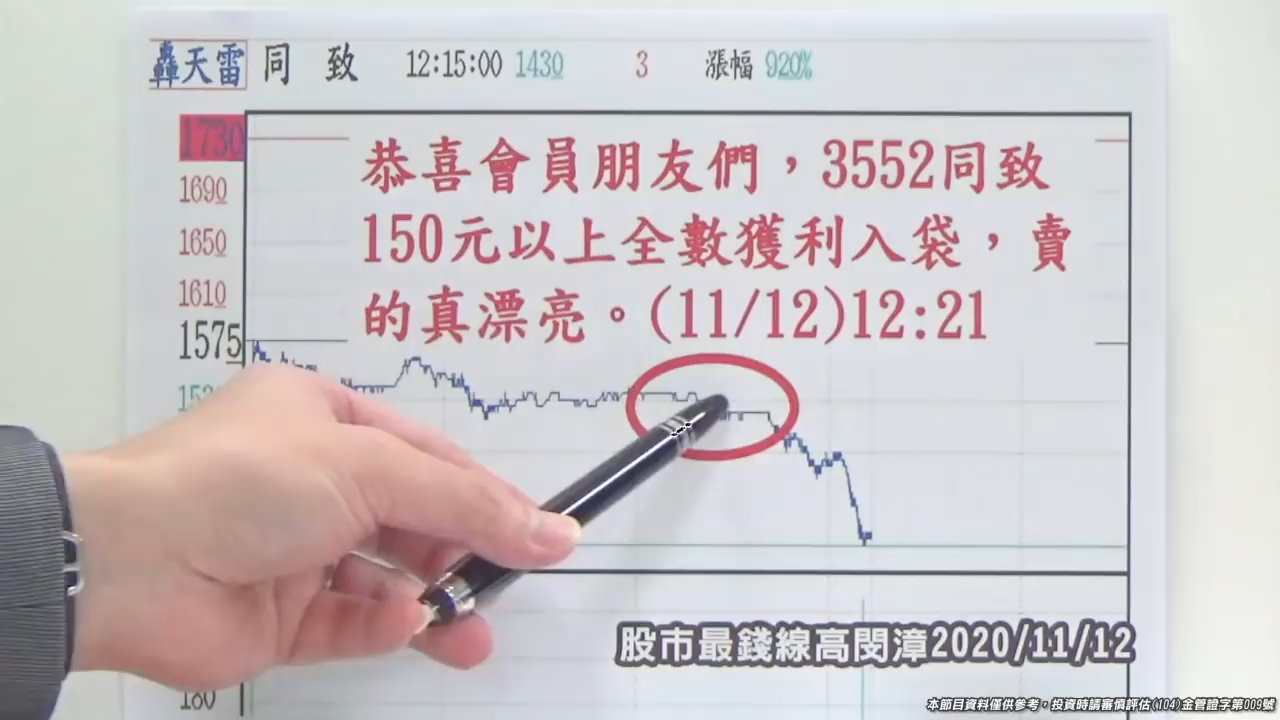 轟天雷 同 致 12:15:00 1430 3 漲幅 920%
1730
1690
1650
1610
1575
恭喜會員朋友們，3552同致
150元以上全數獲利入袋，賣
的真漂亮。(11/12)12:21
股市最錢線高閔漳2020/11/12
180
本節目資料僅供參考，投資時請審慎評估(104)金管證字第009號